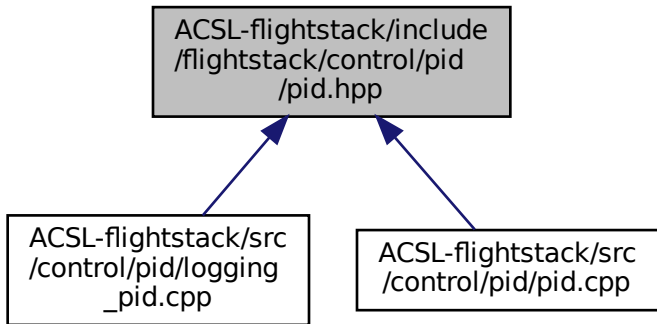 ACSL-flightstack/include
/flightstack/control/pid
/pid.hpp
ACSL-flightstack/src
/control/pid/logging
_pid.cpp
ACSL-flightstack/src
/control/pid/pid.cpp